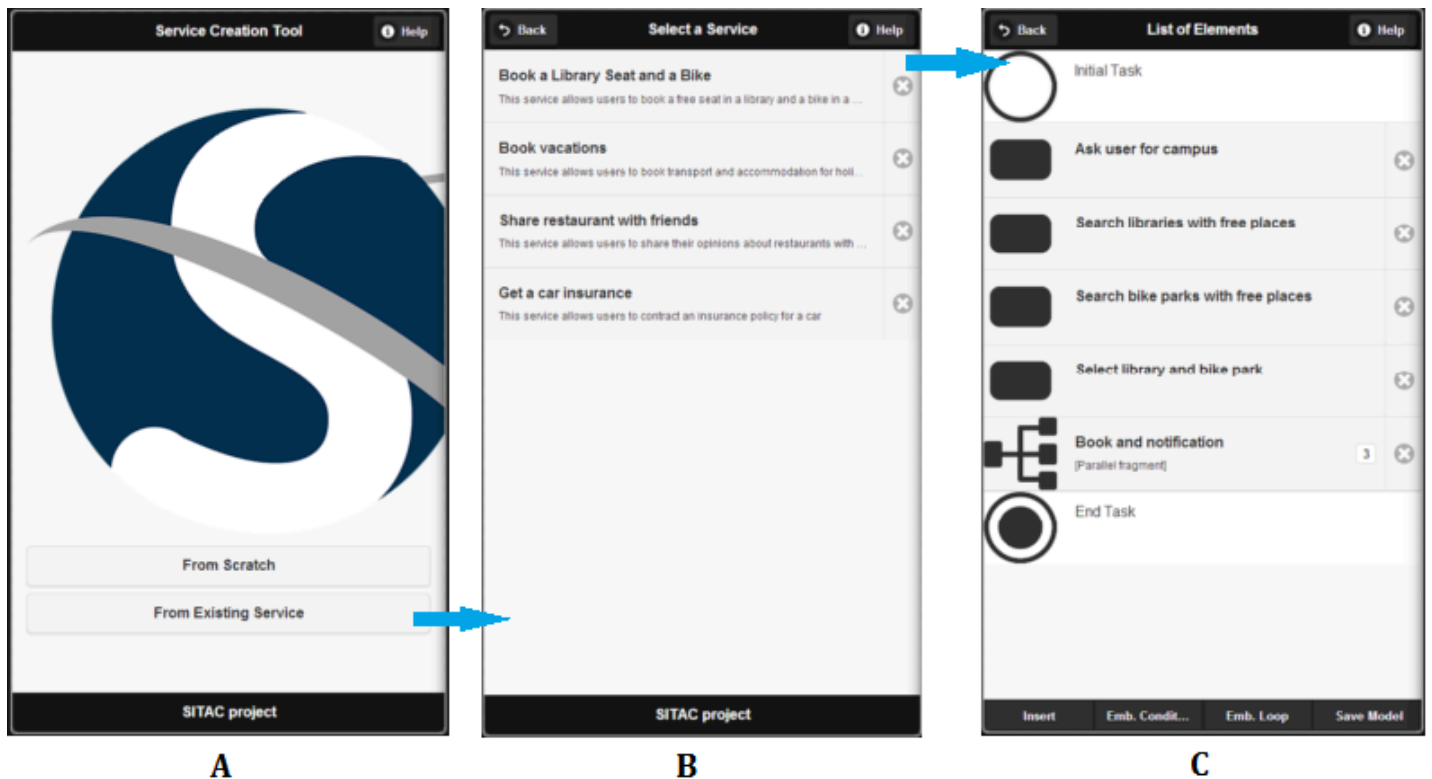 Service Creation Tool
Help
From Scratch
From Existing Service
SITAC project
A
Back
Select a Service
Help
Book a Library Seat and a Bike
This service allows users to book a free seat in a library and a bike in a ...
Book vacations
This service allows users to book transport and accommodation for holi...
Share restaurant with friends
This service allows users to share their opinions about restaurants with ...
Get a car insurance
This service allows users to contract an insurance policy for a car
SITAC project
B
Back
List of Elements
Help
Initial Task
Ask user for campus
Search libraries with free places
Search bike parks with free places
Select library and bike park
Book and notification
[Parallel fragment]
3
End Task
Insert
Emb. Condit...
Emb. Loop
Save Model
C